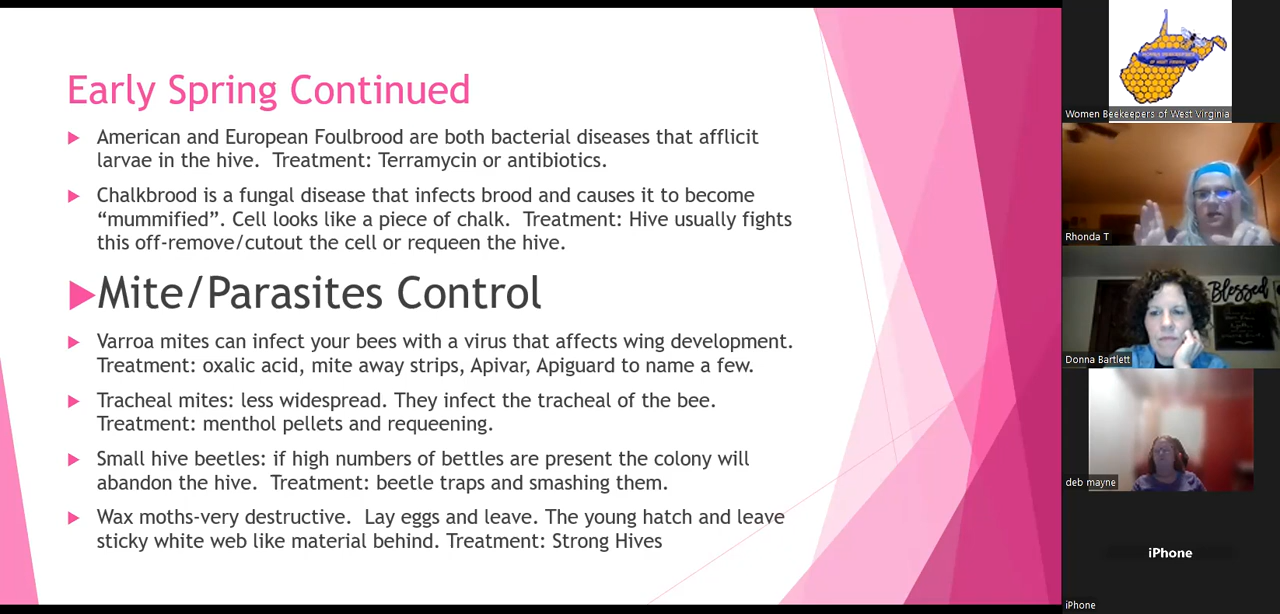 Early Spring Continued
American and European Foulbrood are both bacterial diseases that afflicit
larvae in the hive.  Treatment: Terramycin or antibiotics.
Chalkbrood is a fungal disease that infects brood and causes it to become
“mummified”. Cell looks like a piece of chalk.  Treatment: Hive usually fights
this off-remove/cutout the cell or requeen the hive.
Mite/Parasites Control
Varroa mites can infect your bees with a virus that affects wing development.
Treatment: oxalic acid, mite away strips, Apivar, Apiguard to name a few.
Tracheal mites: less widespread. They infect the tracheal of the bee.
Treatment: menthol pellets and requeening.
Small hive beetles: if high numbers of bettles are present the colony will
abandon the hive.  Treatment: beetle traps and smashing them.
Wax moths-very destructive.  Lay eggs and leave. The young hatch and leave
sticky white web like material behind. Treatment: Strong Hives
Women Beekeepers of West Virginia
Rhonda T
Blessed
Donna Bartlett
deb mayne
iPhone
iPhone